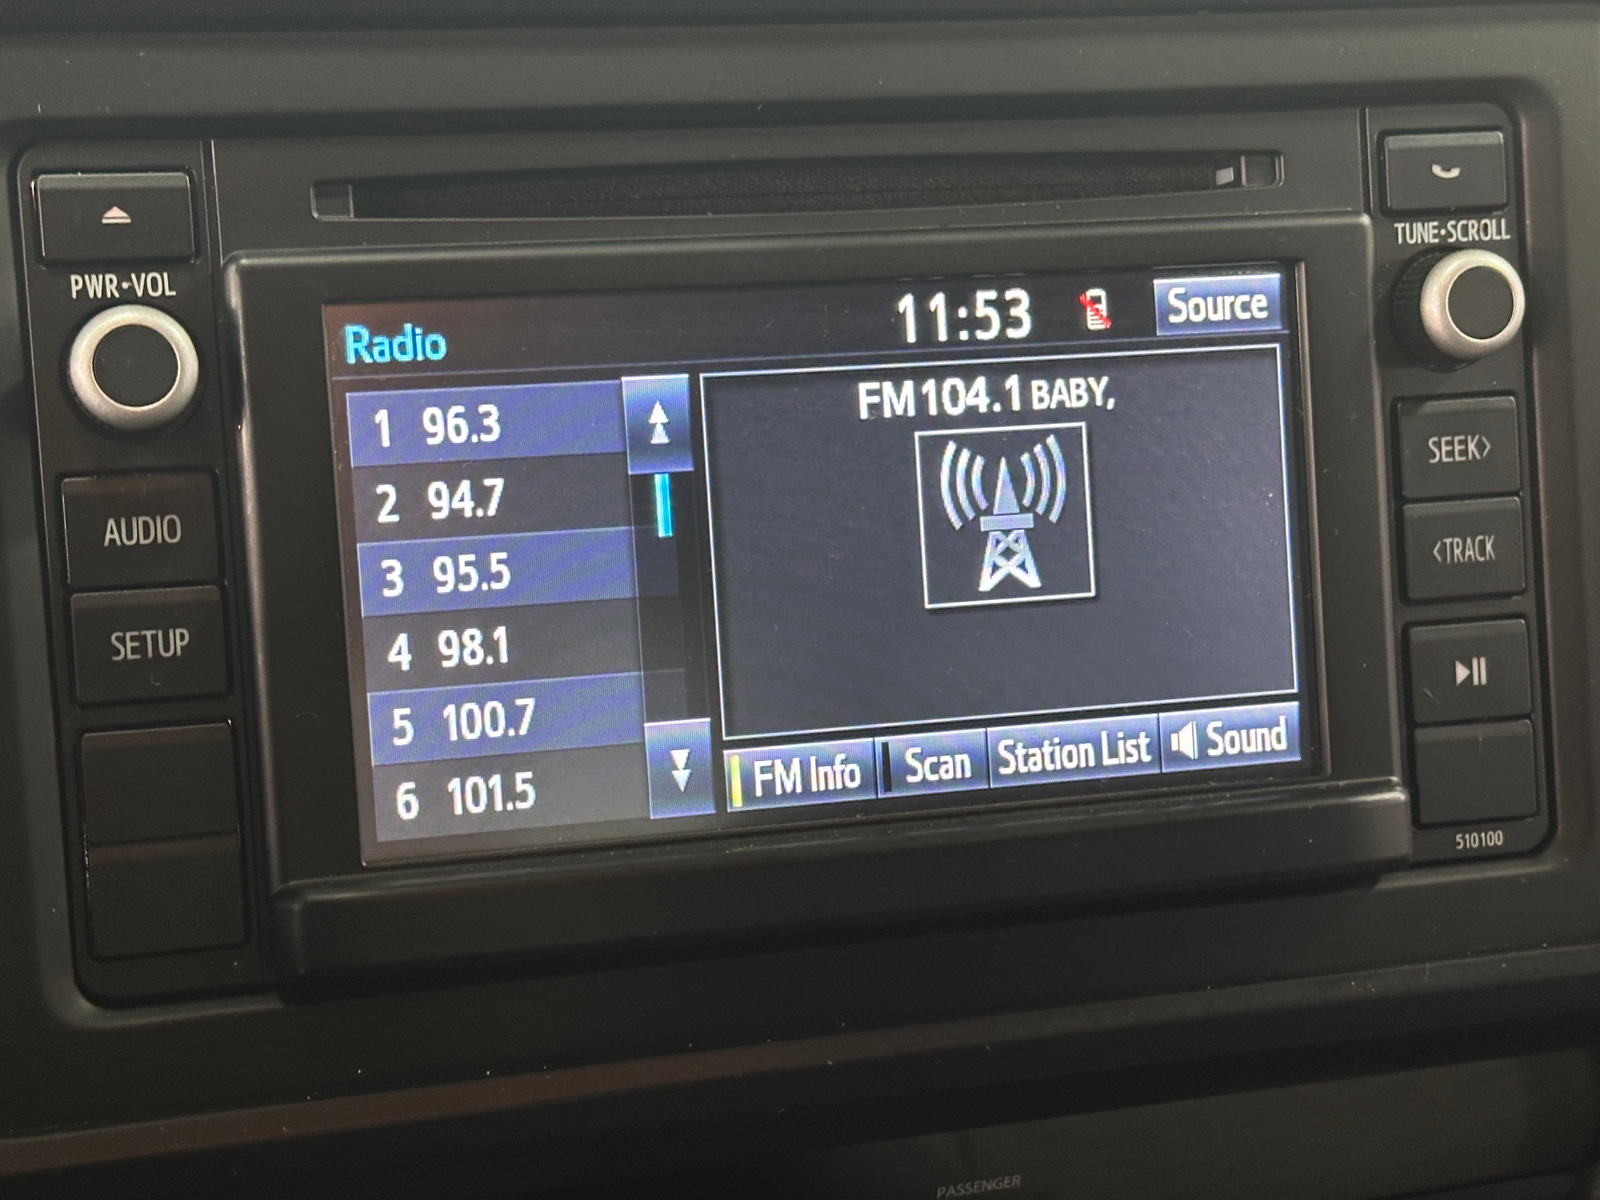 PWR•VOL
AUDIO
SETUP
Radio
11:53
Source
1 96.3
2 94.7
3 95.5
4 98.1
5 100.7
6 101.5
FM 104.1 BABY,
FM Info
Scan
Station List
Sound
TUNE•SCROLL
SEEK>
<TRACK
510100
PASSENGER